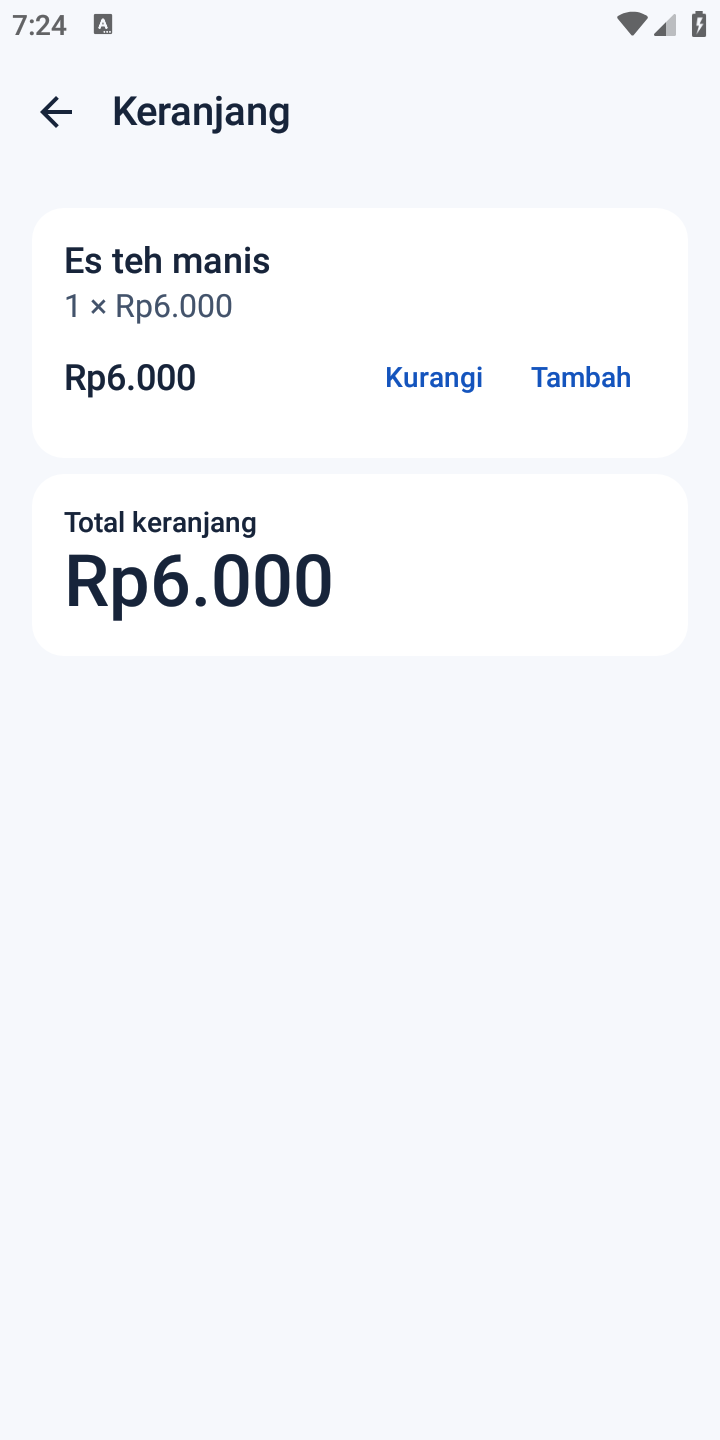 7:24
Keranjang
Es teh manis
1 × Rp6.000
Rp6.000 Kurangi Tambah
Total keranjang
Rp6.000